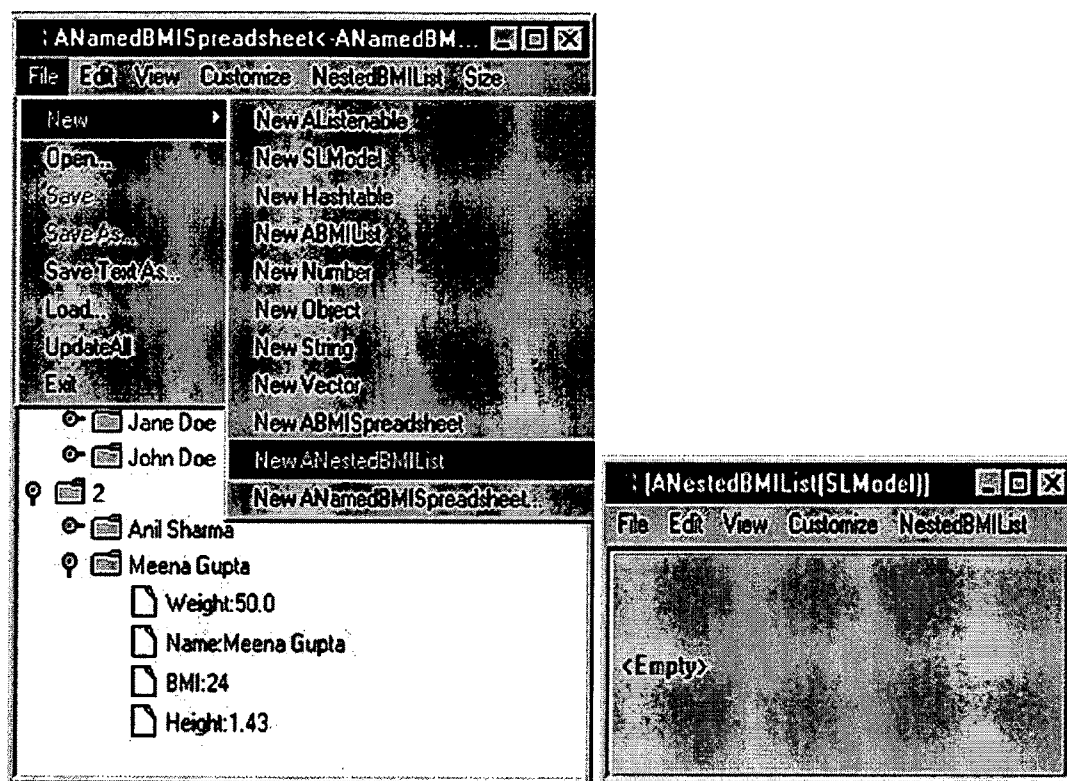 ANamedBMISpreadsheet<-ANamedBM...
File Edit View Customize NestedBMIList Size
New
Open...
Save
Save As...
Save Text As...
Load...
UpdateAll
Exit
New AListenable
New SLModel
New Hashtable
New ABMIList
New Number
New Object
New String
New Vector
New ABMISpreadsheet
New ANestedBMIList
New ANamedBMISpreadsheet...
Jane Doe
John Doe
2
Anil Sharma
Meena Gupta
Weight:50.0
Name:Meena Gupta
BMI:24
Height:1.43
[ANestedBMIList(SLModel)]
File Edit View Customize NestedBMIList
<Empty>